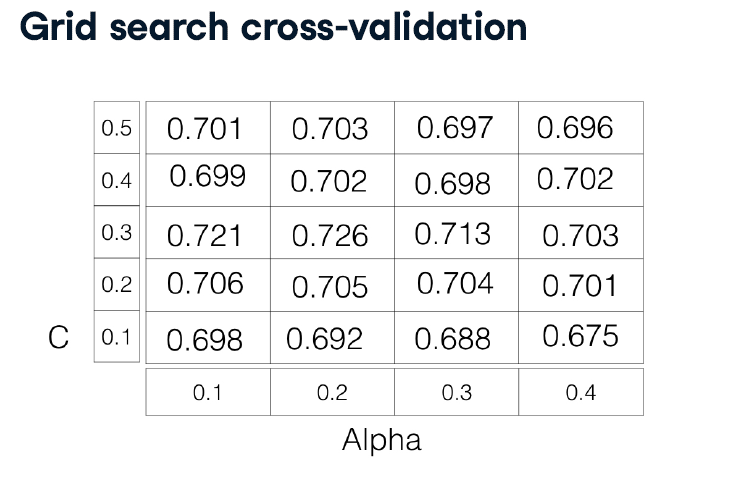 Grid search cross-validation
0.5 0.701 0.703 0.697 0.696
0.4 0.699 0.702 0.698 0.702
0.3 0.721 0.726 0.713 0.703
0.2 0.706 0.705 0.704 0.701
C 0.1 0.698 0.692 0.688 0.675
0.1 0.2 0.3 0.4
Alpha